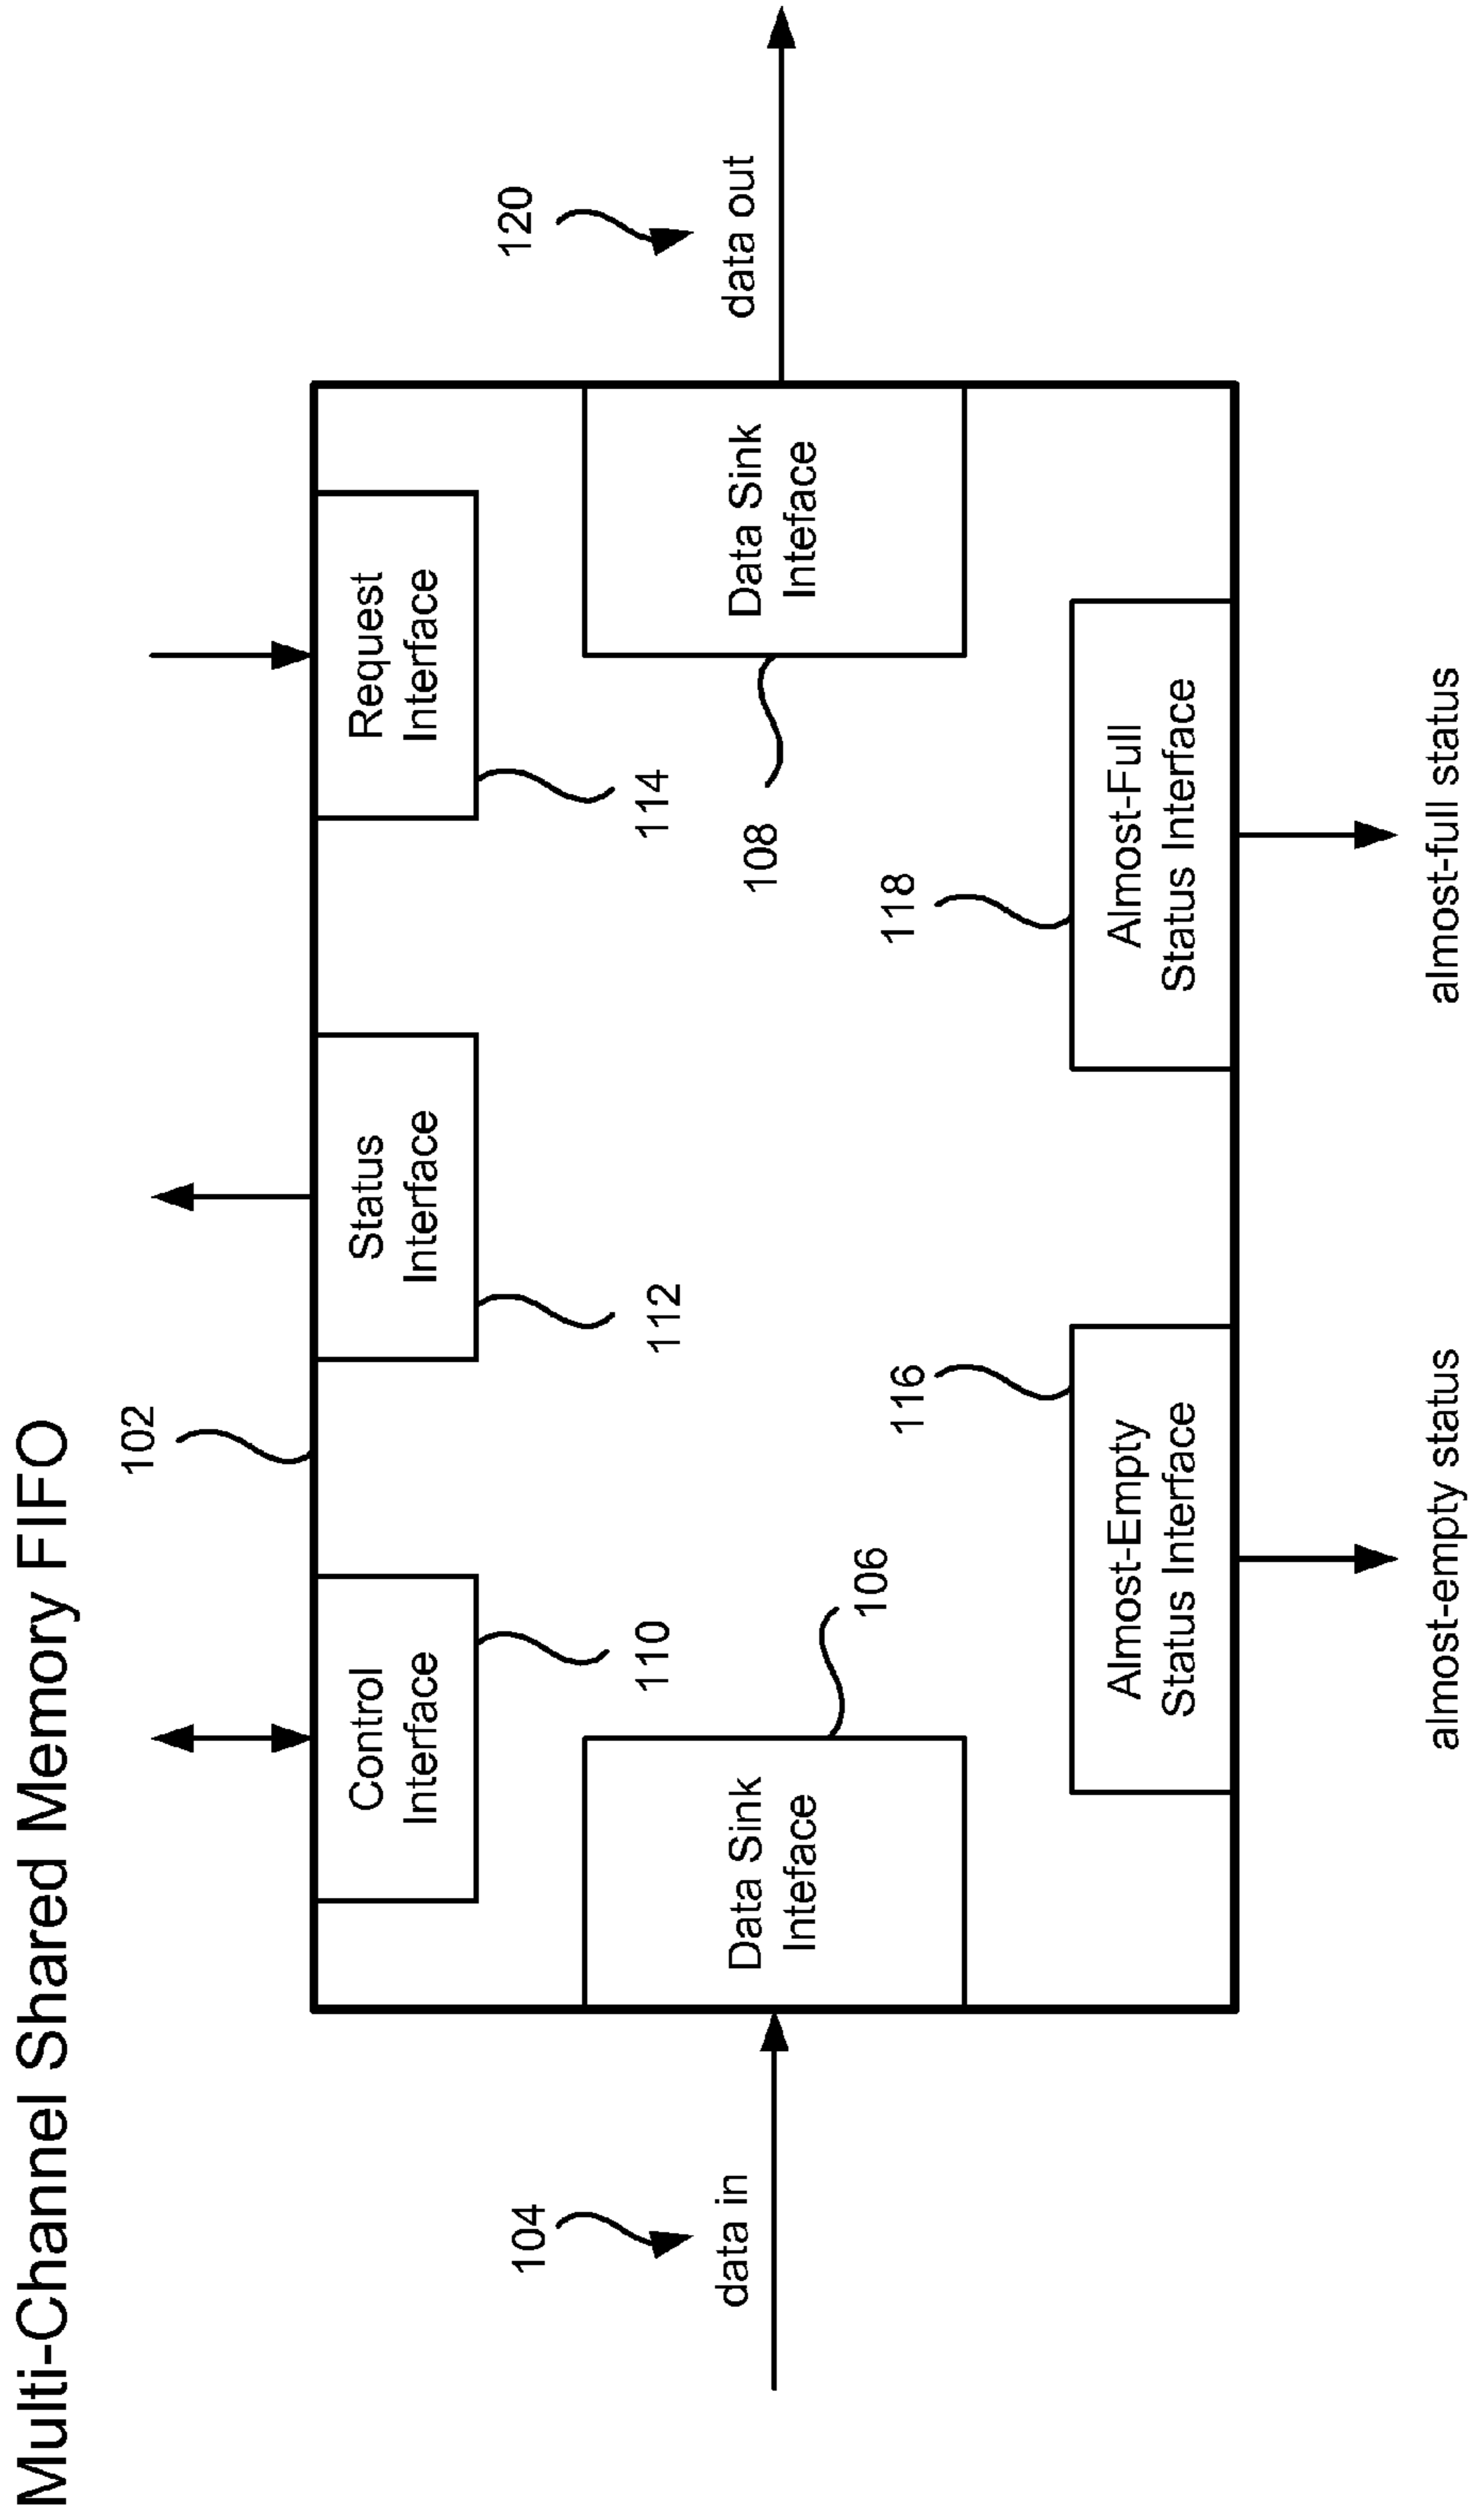 Multi-Channel Shared Memory FIFO
102
Control
Interface
110
Status
Interface
112
Request
Interface
114
104
data in
Data Sink
Inteface
106
108
Data Sink
Inteface
120
data out
116
Almost-Empty
Status Interface
118
Almost-Full
Status Interface
almost-empty status
almost-full status